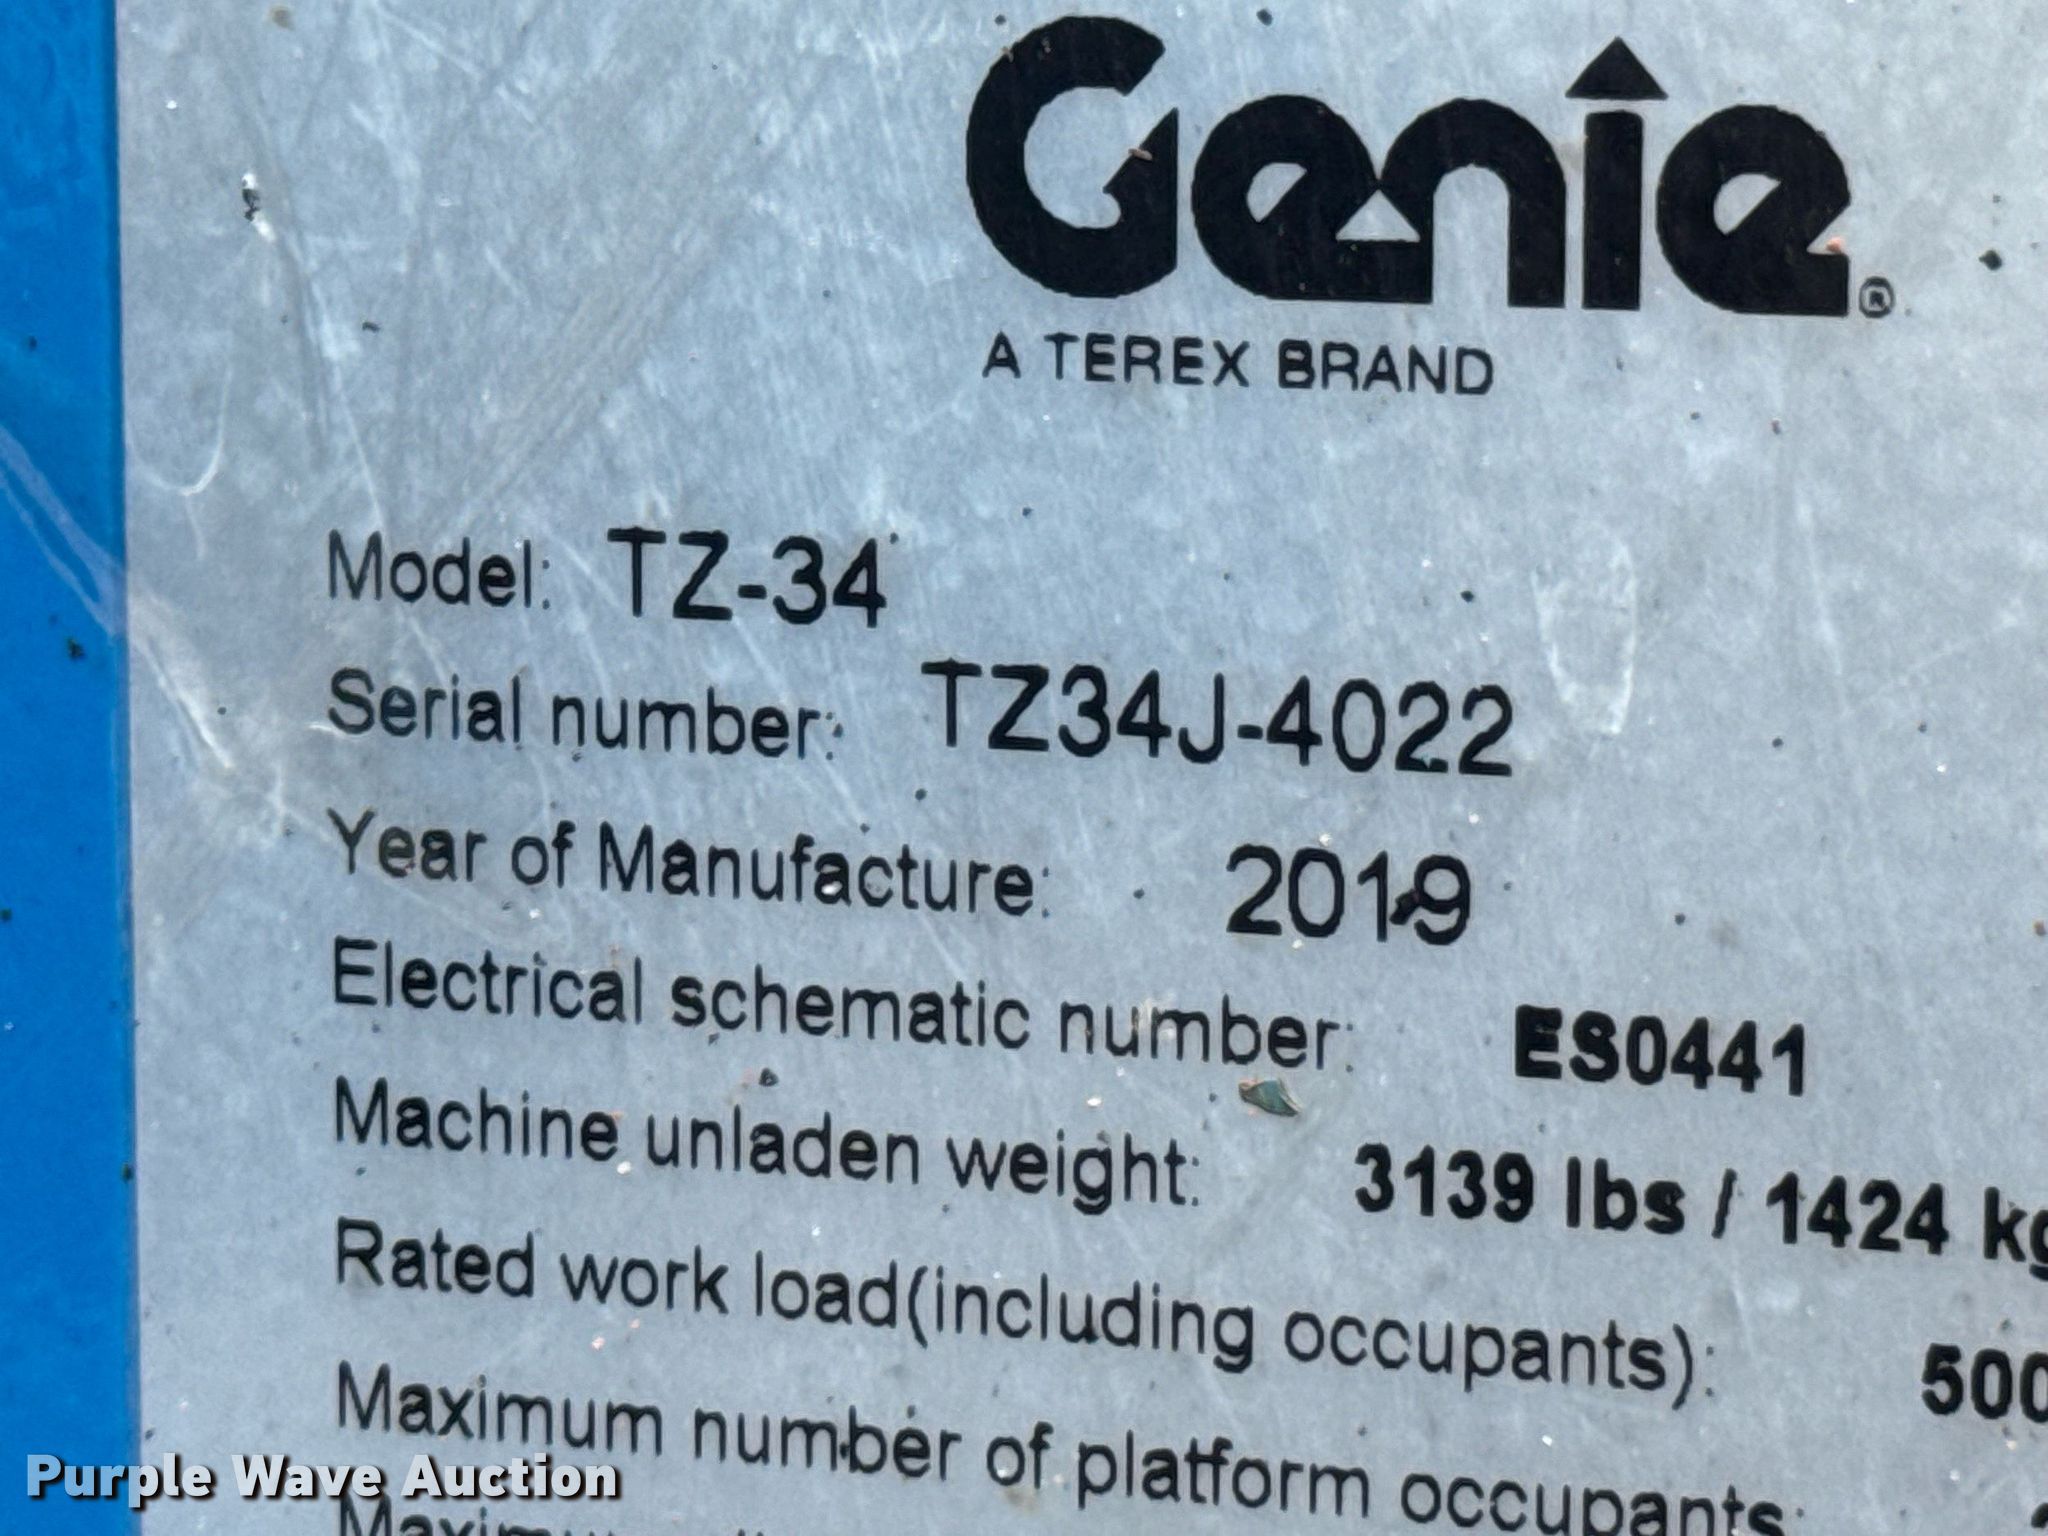 Genie®
A TEREX BRAND
Model: TZ-34
Serial number: TZ34J-4022
Year of Manufacture: 2019
Electrical schematic number: ES0441
Machine unladen weight: 3139 lbs / 1424 kg
Rated work load(including occupants): 500
Maximum number of platform occupants:
Purple Wave Auction